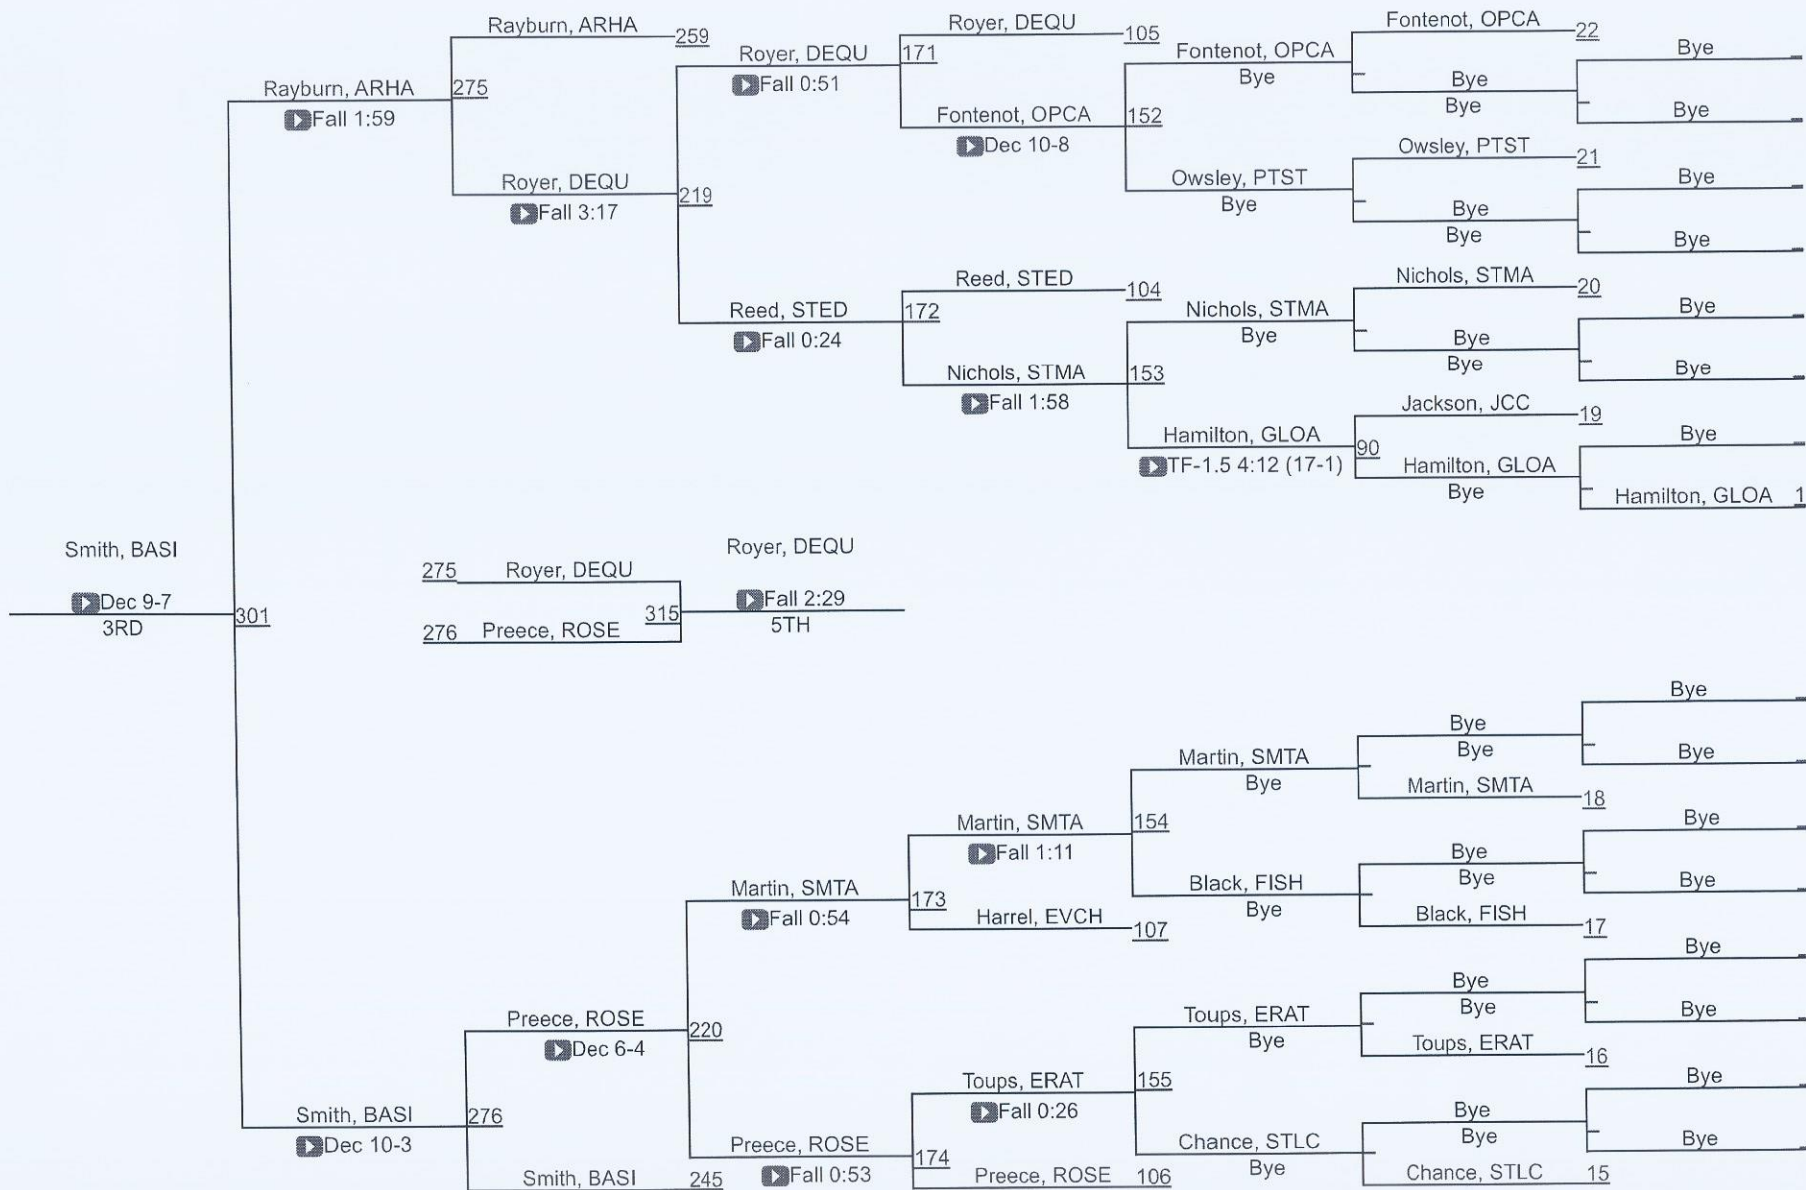 Rayburn, ARHA
259
Royer, DEQU
105
Fontenot, OPCA
22
Bye
Royer, DEQU
171
Fontenot, OPCA
Bye
Fall 0:51
Bye
Bye
Bye
Rayburn, ARHA
275
Fall 1:59
Fontenot, OPCA
152
Dec 10-8
Owsley, PTST
21
Bye
Owsley, PTST
Bye
Royer, DEQU
219
Fall 3:17
Bye
Bye
Bye
Reed, STED
104
Nichols, STMA
20
Bye
Reed, STED
172
Fall 0:24
Nichols, STMA
Bye
Bye
Bye
Bye
Nichols, STMA
153
Fall 1:58
Jackson, JCC
19
Bye
Hamilton, GLOA
90
TF-1.5 4:12 (17-1)
Hamilton, GLOA
Bye
Hamilton, GLOA
1
Smith, BASI
Dec 9-7
3RD
301
275
Royer, DEQU
276
Preece, ROSE
315
Royer, DEQU
Fall 2:29
5TH
Bye
Bye
Bye
Bye
Martin, SMTA
Bye
Martin, SMTA
18
Martin, SMTA
154
Fall 1:11
Bye
Bye
Bye
Bye
Martin, SMTA
173
Fall 0:54
Black, FISH
Bye
Harrel, EVCH
107
Black, FISH
17
Bye
Bye
Bye
Bye
Preece, ROSE
220
Dec 6-4
Toups, ERAT
Bye
Toups, ERAT
16
Toups, ERAT
155
Fall 0:26
Bye
Bye
Bye
Bye
Smith, BASI
276
Dec 10-3
Preece, ROSE
174
Fall 0:53
Chance, STLC
Bye
Smith, BASI
245
Preece, ROSE
106
Chance, STLC
15